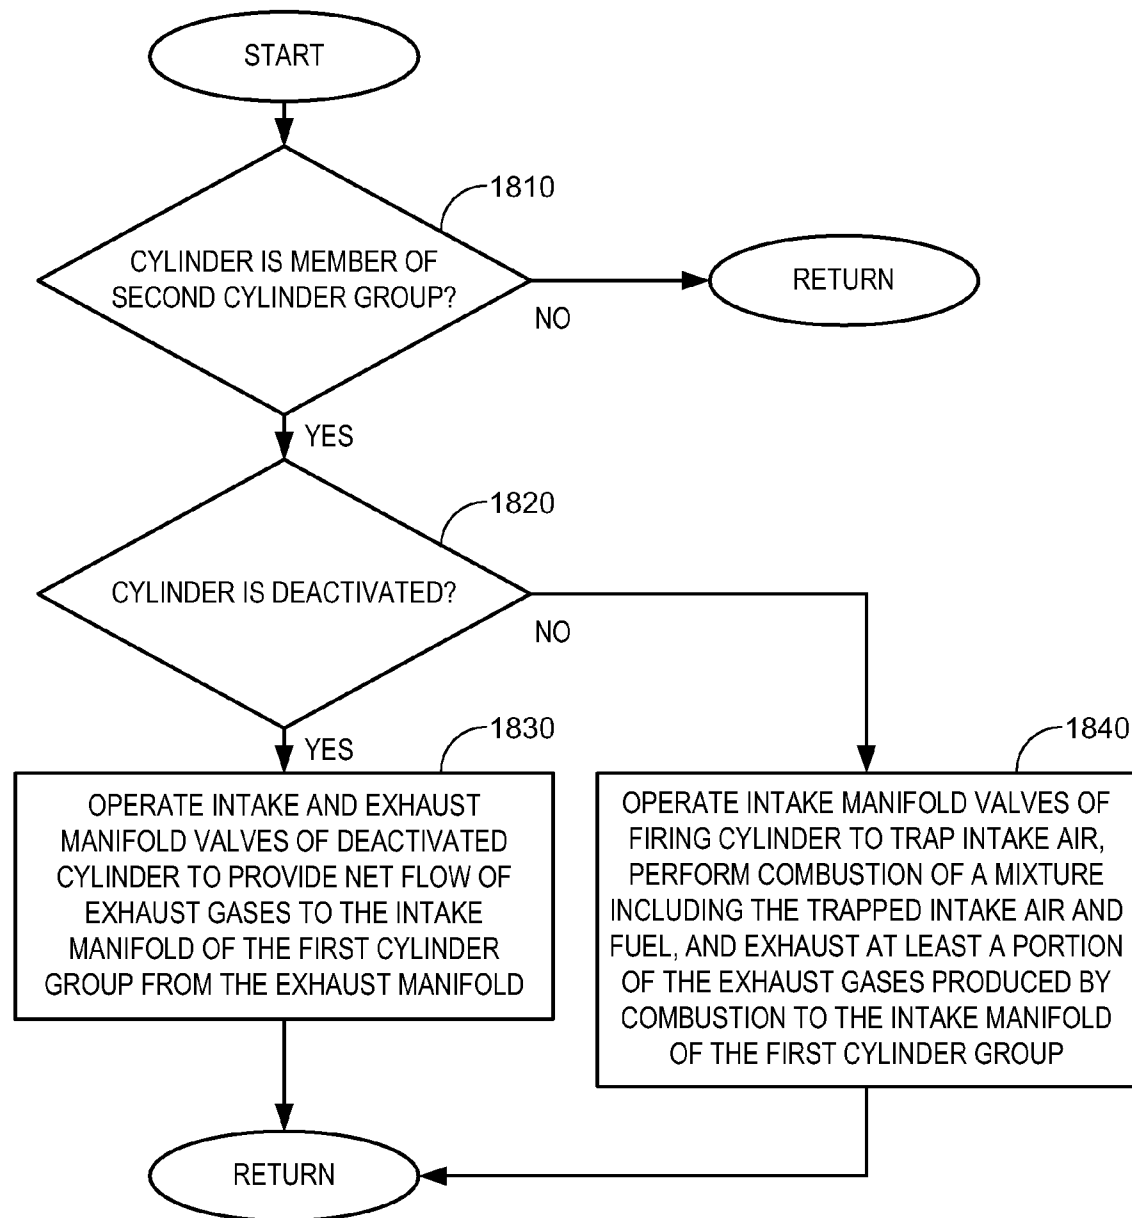 START
1810
CYLINDER IS MEMBER OF
SECOND CYLINDER GROUP?
NO
RETURN
YES
1820
CYLINDER IS DEACTIVATED?
NO
YES
1830
OPERATE INTAKE AND EXHAUST
MANIFOLD VALVES OF DEACTIVATED
CYLINDER TO PROVIDE NET FLOW OF
EXHAUST GASES TO THE INTAKE
MANIFOLD OF THE FIRST CYLINDER
GROUP FROM THE EXHAUST MANIFOLD
1840
OPERATE INTAKE MANIFOLD VALVES OF
FIRING CYLINDER TO TRAP INTAKE AIR,
PERFORM COMBUSTION OF A MIXTURE
INCLUDING THE TRAPPED INTAKE AIR AND
FUEL, AND EXHAUST AT LEAST A PORTION
OF THE EXHAUST GASES PRODUCED BY
COMBUSTION TO THE INTAKE MANIFOLD
OF THE FIRST CYLINDER GROUP
RETURN